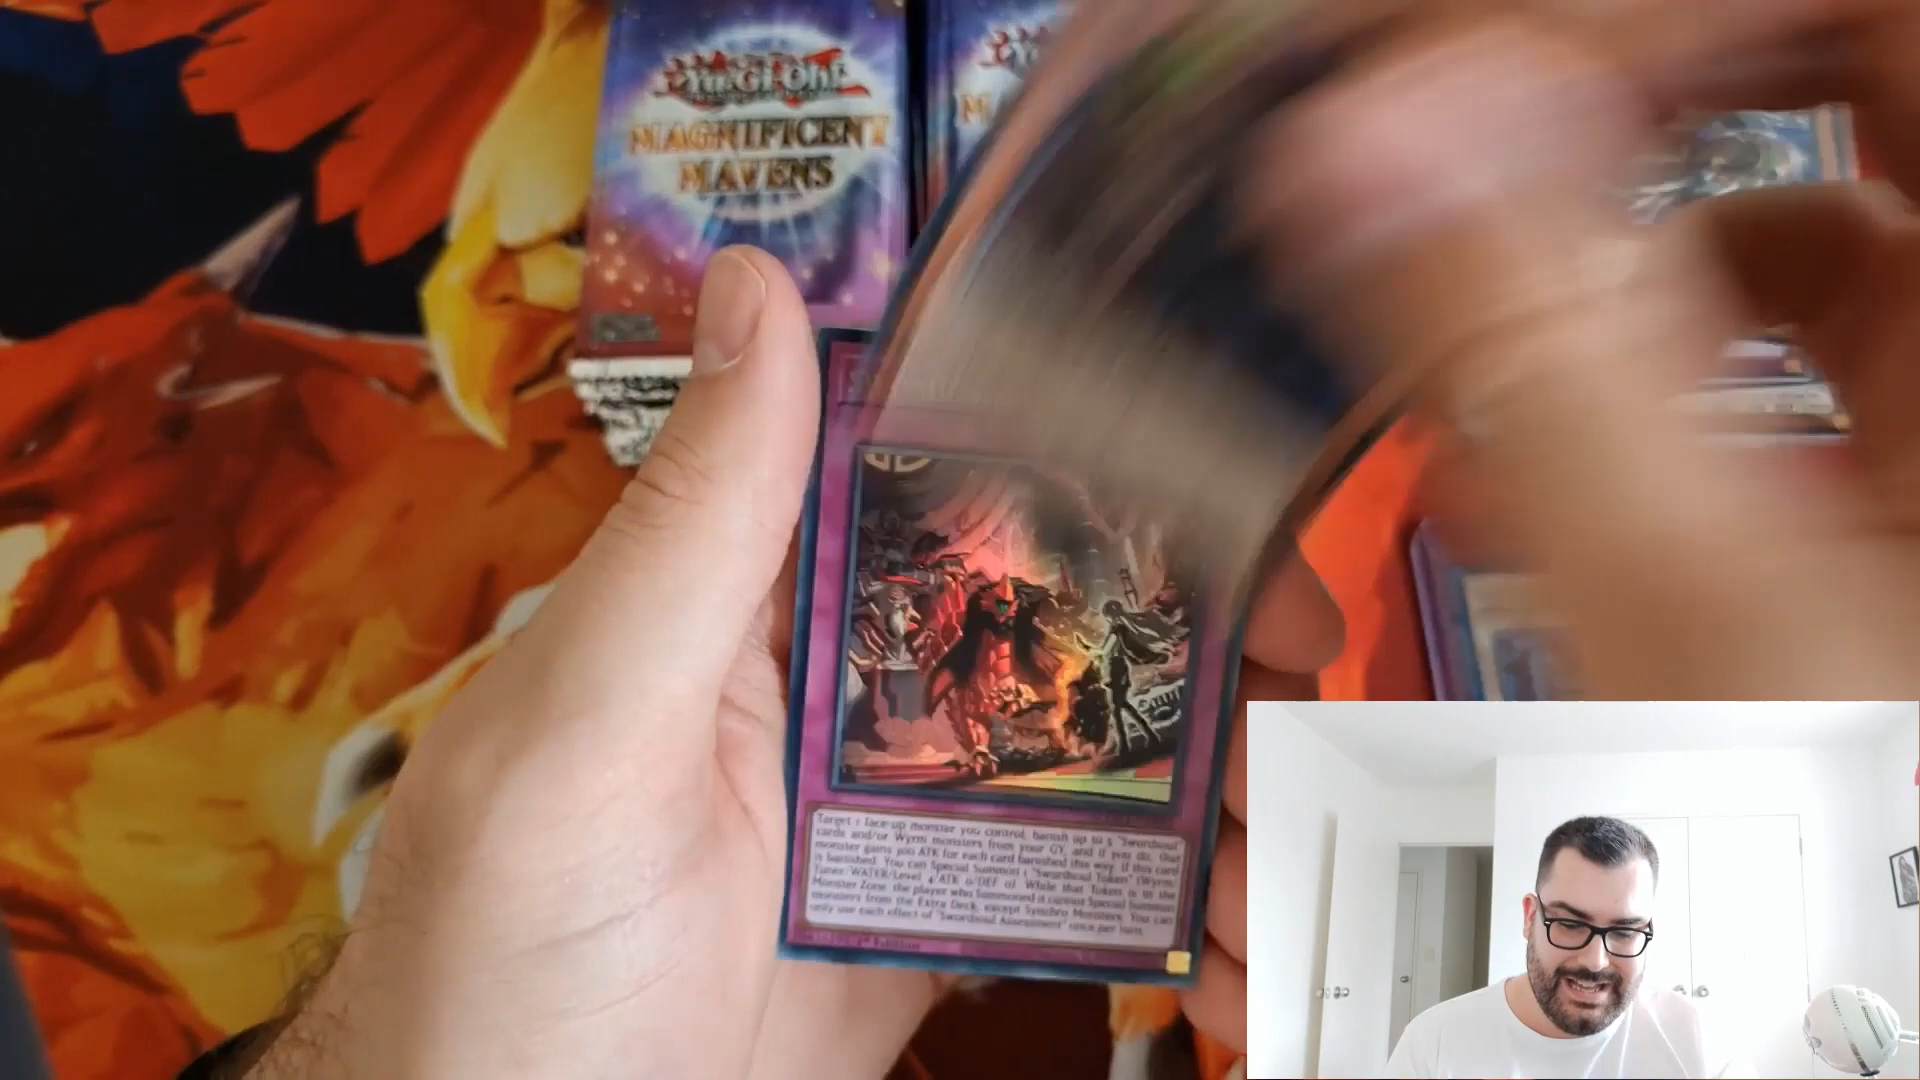 Yu-Gi-Oh!
MAGNIFICENT
MAVENS
Yu
M
Target 1 face-up monster you control; banish up to 5 "Swordsoul"
cards and/or Wyrm monsters from your GY, and if you do, that
monster gains 300 ATK for each card banished this way. If this card
is banished: You can Special Summon 1 "Swordsoul Token" (Wyrm/
Tuner/WATER/Level 4/ATK 0/DEF 0). While that Token is in the
Monster Zone, the player who Summoned it cannot Special Summon
monsters from the Extra Deck, except Synchro Monsters. You can
only use each effect of "Swordsoul Assessment" once per turn.
1st Edition